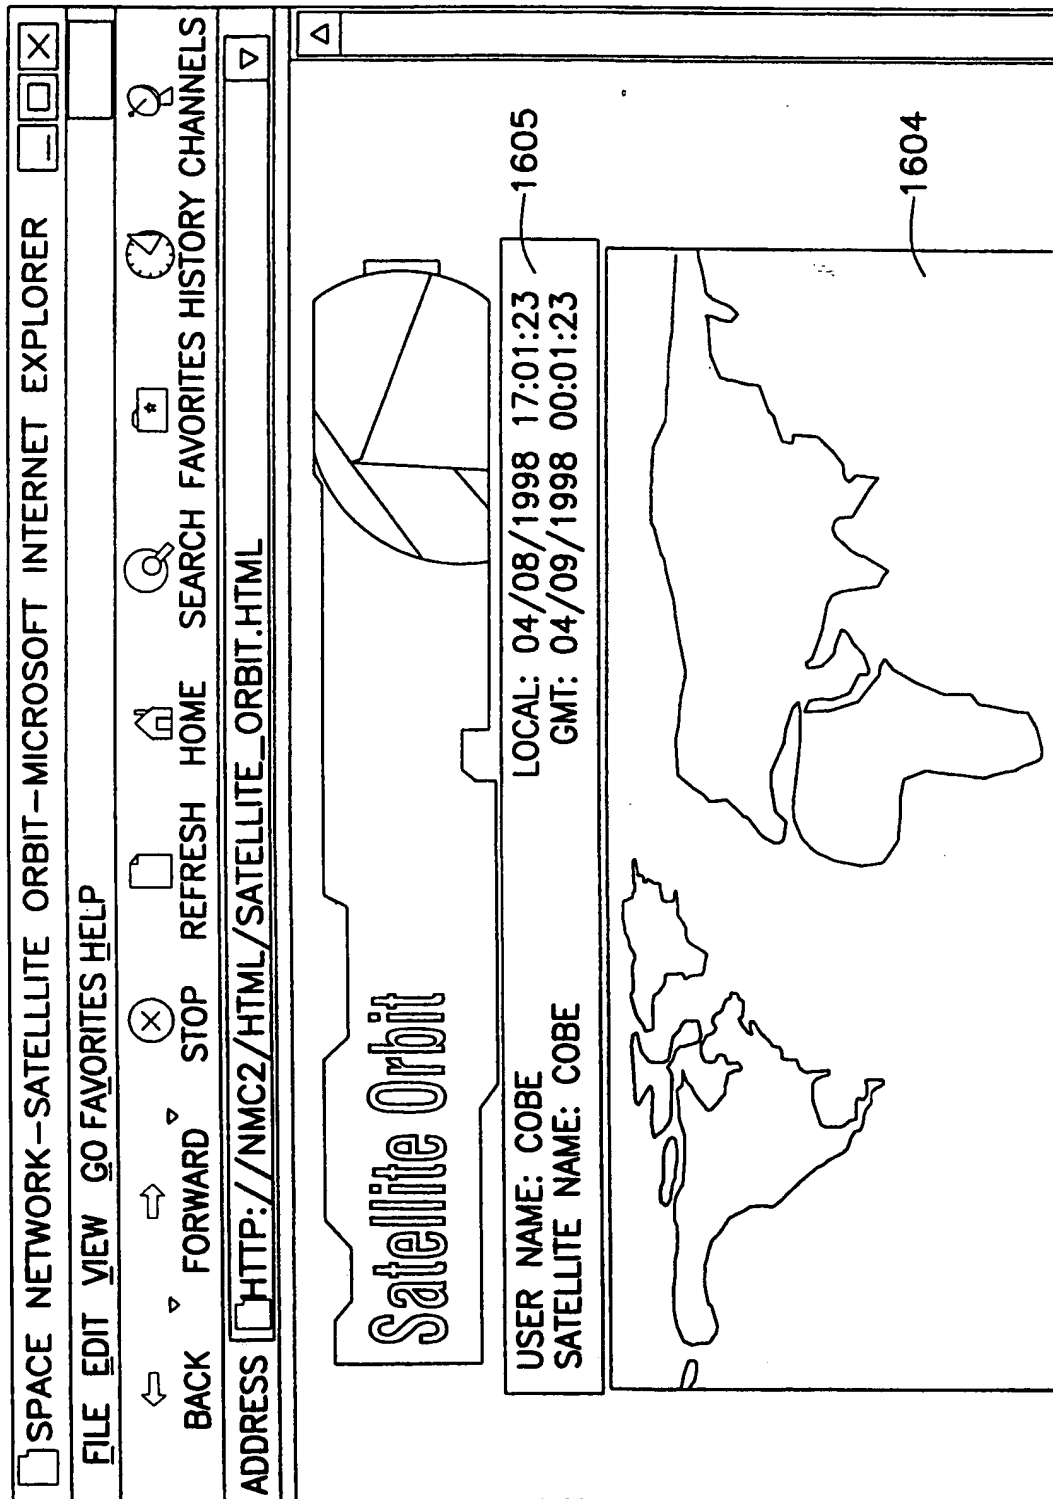 SPACE NETWORK–SATELLLITE ORBIT–MICROSOFT INTERNET EXPLORER
FILE EDIT VIEW GO FAVORITES HELP
BACK FORWARD STOP REFRESH HOME SEARCH FAVORITES HISTORY CHANNELS
ADDRESS HTTP://NMC2/HTML/SATELLITE_ORBIT.HTML
Satellite Orbit
USER NAME: COBE LOCAL: 04/08/1998 17:01:23
SATELLITE NAME: COBE GMT: 04/09/1998 00:01:23
1605
1604